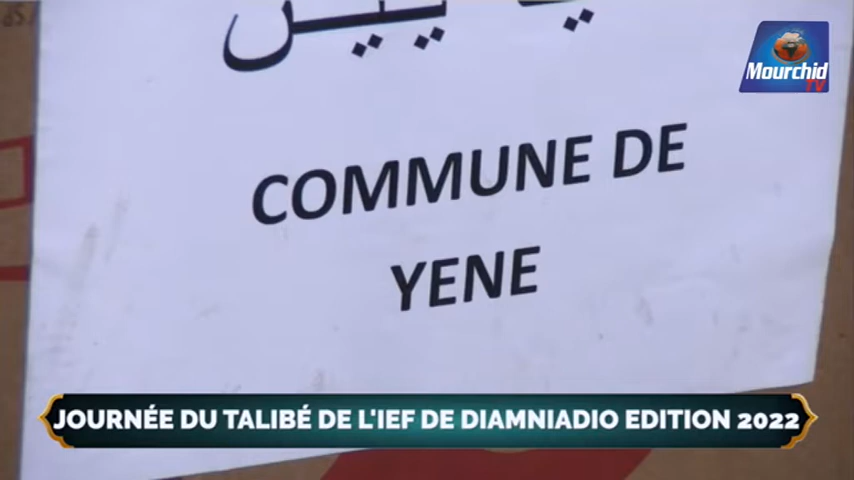 Mourchid
TV
COMMUNE DE
YENE
JOURNÉE DU TALIBÉ DE L'IEF DE DIAMNIADIO EDITION 2022